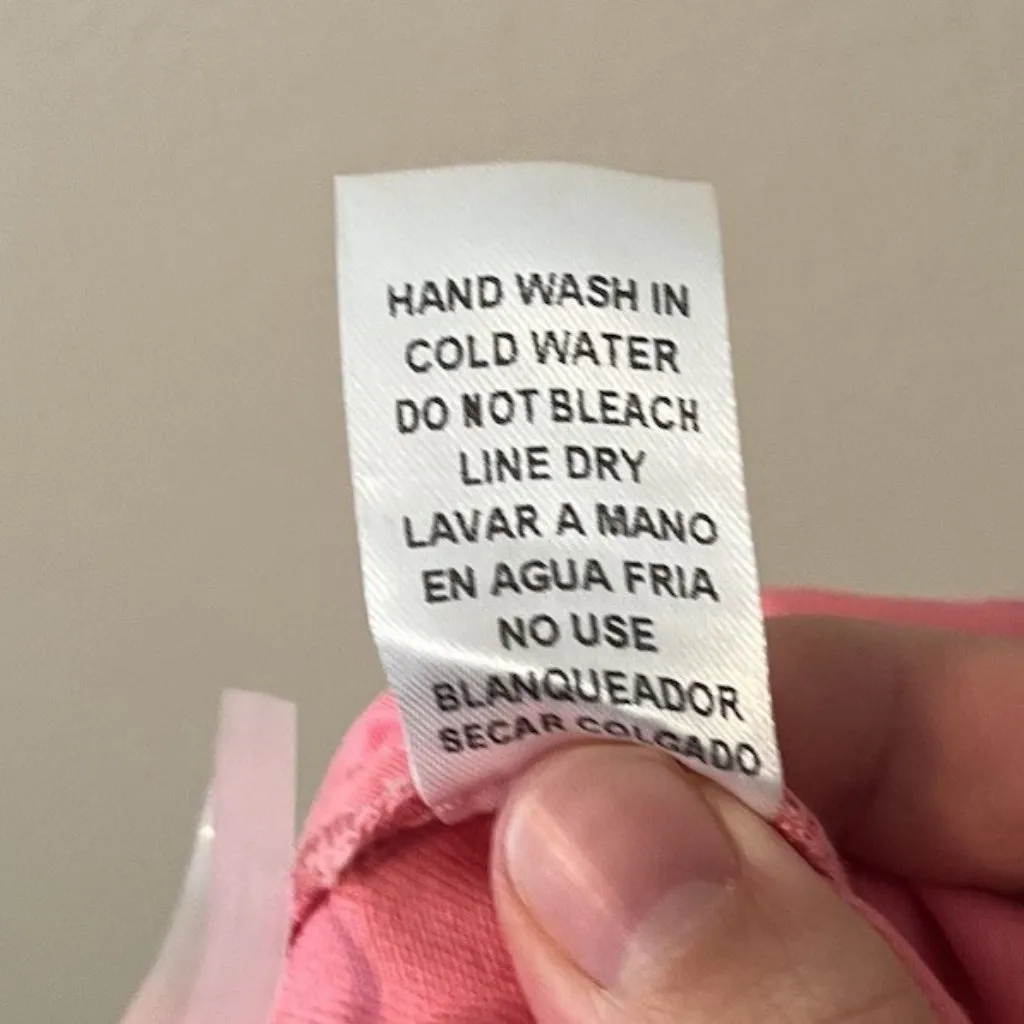 HAND WASH IN
COLD WATER
DO NOT BLEACH
LINE DRY
LAVAR A MANO
EN AGUA FRIA
NO USE
BLANQUEADOR
SECAR COLGADO